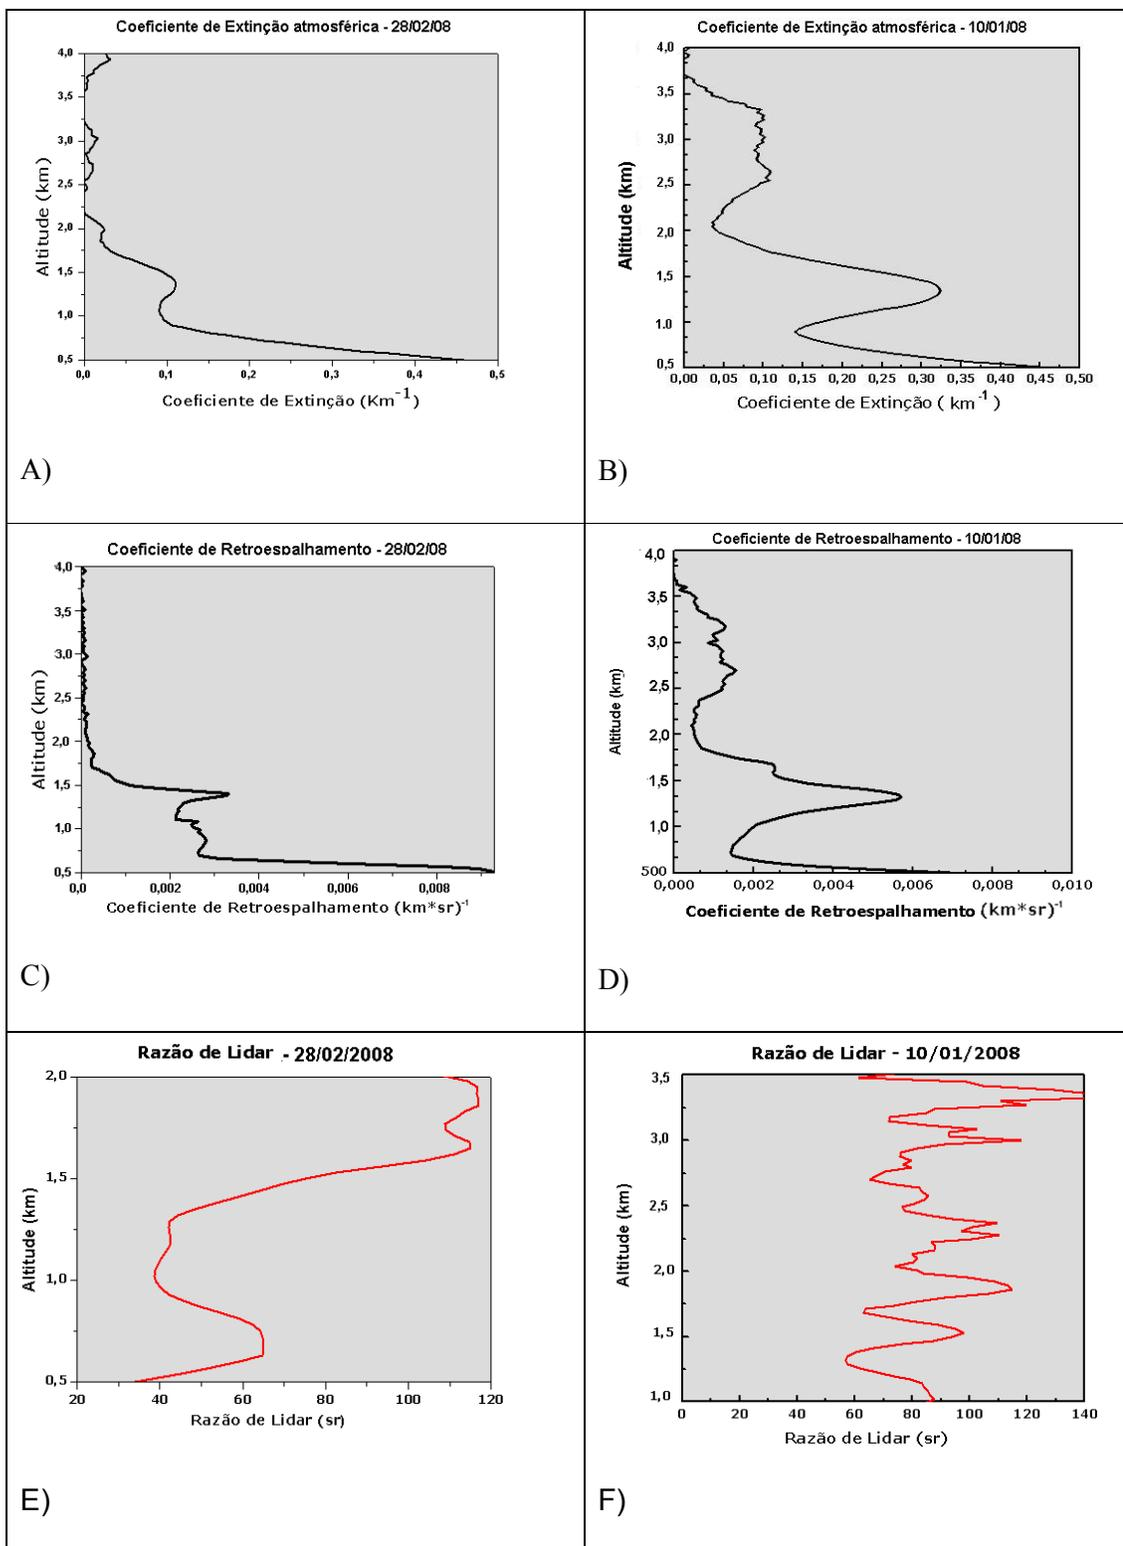 Coeficiente de Extinção atmosférica - 28/02/08
4,0
3,5
3,0
2,5
2,0
1,5
1,0
0,5
Altitude (km)
0,0 0,1 0,2 0,3 0,4 0,5
Coeficiente de Extinção (Km-1)
A)
Coeficiente de Extinção atmosférica - 10/01/08
4,0
3,5
3,0
2,5
2,0
1,5
1,0
0,5
Altitude (km)
0,00 0,05 0,10 0,15 0,20 0,25 0,30 0,35 0,40 0,45 0,50
Coeficiente de Extinção ( km-1)
B)
Coeficiente de Retroespalhamento - 28/02/08
4,0
3,5
3,0
2,5
2,0
1,5
1,0
0,5
Altitude (km)
0,0 0,002 0,004 0,006 0,008
Coeficiente de Retroespalhamento (km*sr)-1
C)
Coeficiente de Retroespalhamento - 10/01/08
4,0
3,5
3,0
2,5
2,0
1,5
1,0
500
Altitude (km)
0,000 0,002 0,004 0,006 0,008 0,010
Coeficiente de Retroespalhamento (km*sr)-1
D)
Razão de Lidar - 28/02/2008
2,0
1,5
1,0
0,5
Altitude (km)
20 40 60 80 100 120
Razão de Lidar (sr)
E)
Razão de Lidar - 10/01/2008
3,5
3,0
2,5
2,0
1,5
1,0
Altitude (km)
0 20 40 60 80 100 120 140
Razão de Lidar (sr)
F)